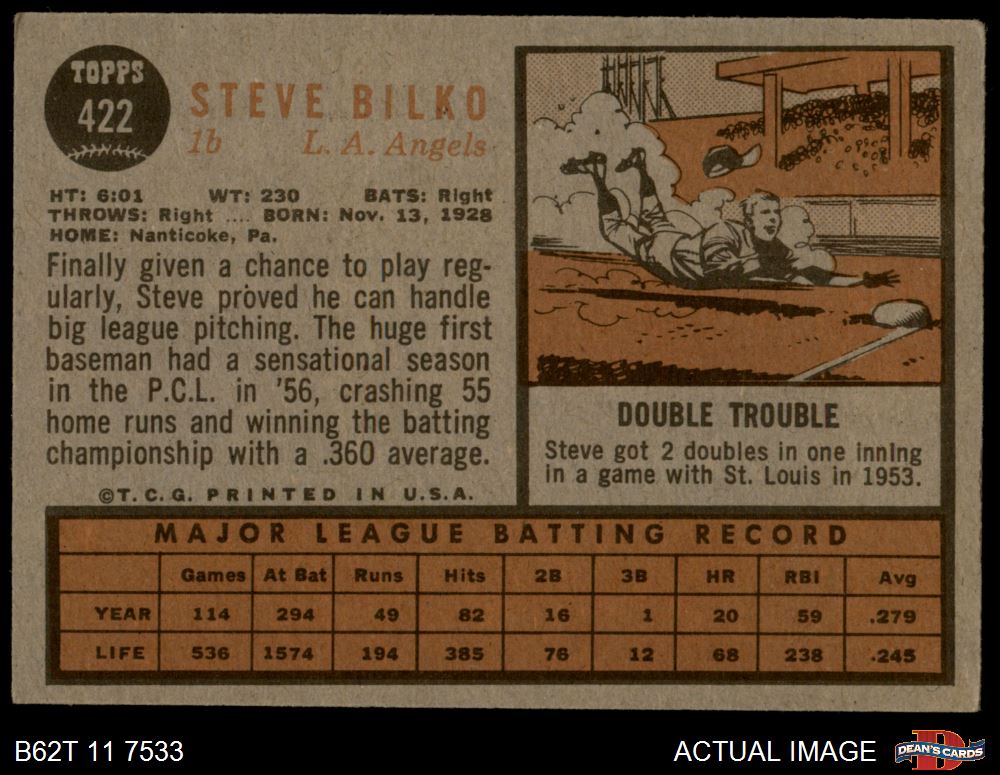 TOPPS
422
STEVE BILKO
1b L. A. Angels
HT: 6:01 WT: 230 BATS: Right
THROWS: Right .... BORN: Nov. 13, 1928
HOME: Nanticoke, Pa.
Finally given a chance to play reg-
ularly, Steve proved he can handle
big league pitching. The huge first
baseman had a sensational season
in the P.C.L. in '56, crashing 55
home runs and winning the batting
championship with a .360 average.
©T. C. G. PRINTED IN U.S.A.
DOUBLE TROUBLE
Steve got 2 doubles in one inning
in a game with St. Louis in 1953.
MAJOR LEAGUE BATTING RECORD
Games At Bat Runs Hits 2B 3B HR RBI Avg
YEAR 114 294 49 82 16 1 20 59 .279
LIFE 536 1574 194 385 76 12 68 238 .245
B62T 11 7533 ACTUAL IMAGE
D
DEAN'S CARDS